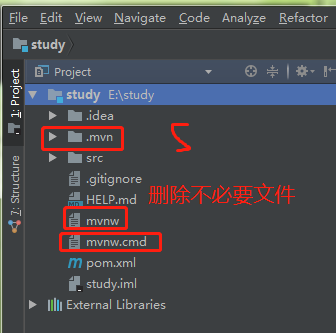 File Edit View Navigate Code Analyze Refactor
study
Project
study E:\study
.idea
.mvn
src
.gitignore
HELP.md
删除不必要文件
mvnw
mvnw.cmd
pom.xml
study.iml
External Libraries
1: Project
7: Structure